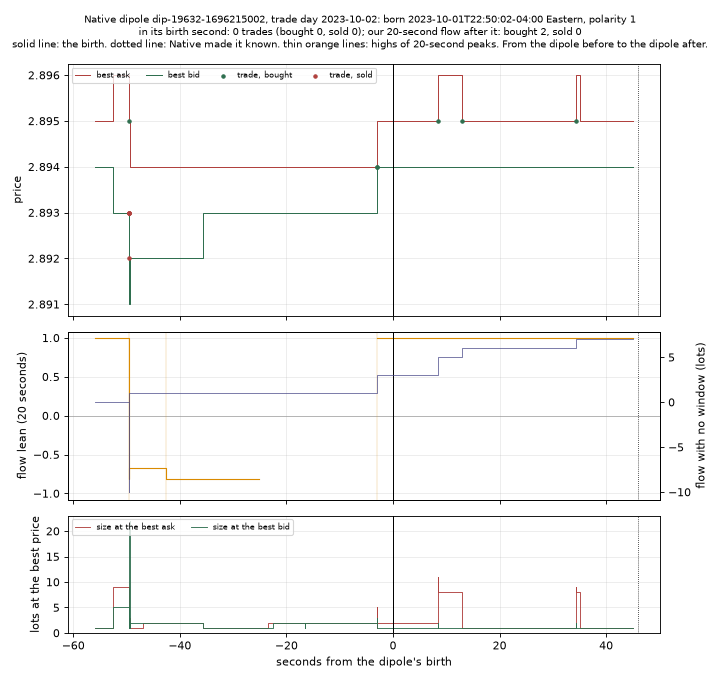 Native dipole dip-19632-1696215002, trade day 2023-10-02: born 2023-10-01T22:50:02-04:00 Eastern, polarity 1
in its birth second: 0 trades (bought 0, sold 0); our 20-second flow after it: bought 2, sold 0
solid line: the birth. dotted line: Native made it known. thin orange lines: highs of 20-second peaks. From the dipole before to the dipole after.
best ask best bid trade, bought trade, sold
2.896
2.895
2.894
2.893
2.892
2.891
price
1.0
0.5
0.0
−0.5
−1.0
flow lean (20 seconds)
5
0
−5
−10
flow with no window (lots)
size at the best ask size at the best bid
20
15
10
5
0
lots at the best price
−60 −40 −20 0 20 40
seconds from the dipole's birth